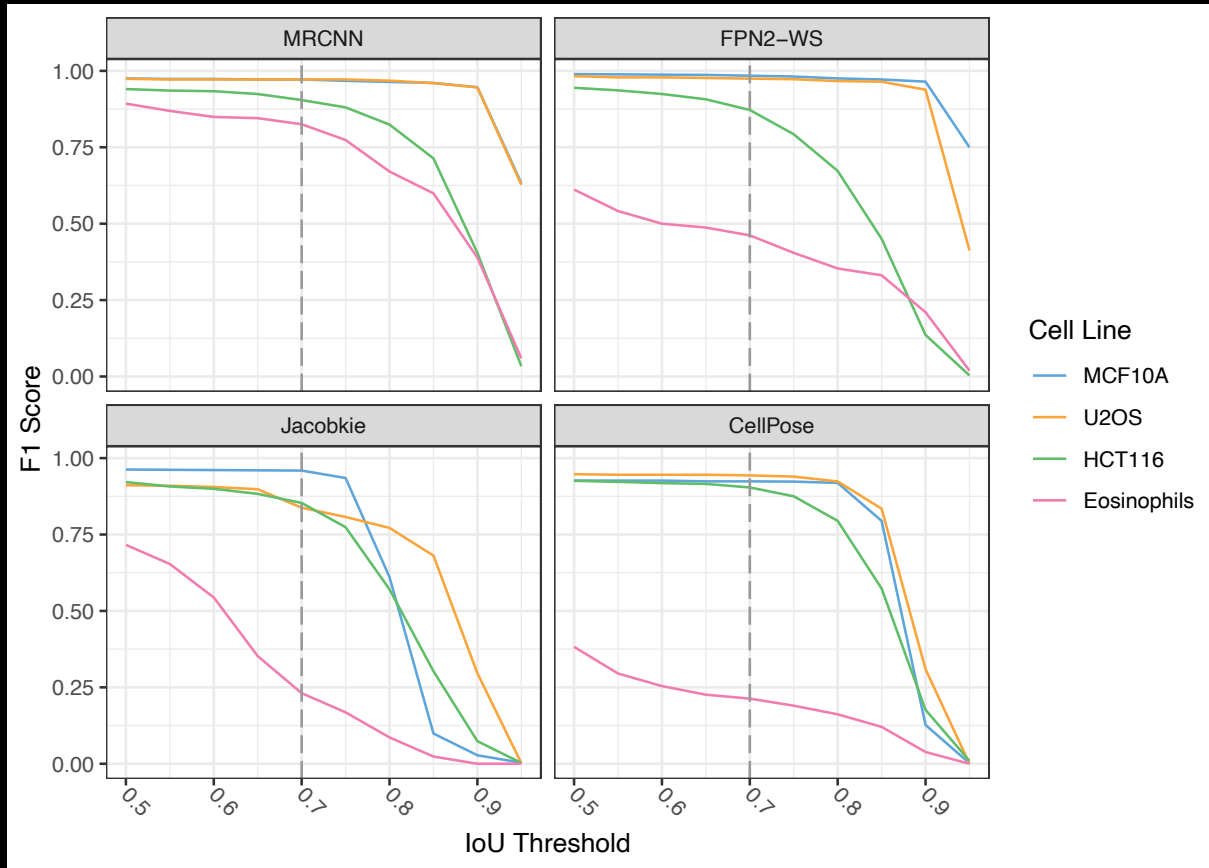 MRCNN
FPN2−WS
1.00
0.75
0.50
0.25
0.00
Jacobkie
CellPose
1.00
0.75
0.50
0.25
0.00
0.5
0.6
0.7
0.8
0.9
0.5
0.6
0.7
0.8
0.9
IoU Threshold
F1 Score
Cell Line
MCF10A
U2OS
HCT116
Eosinophils